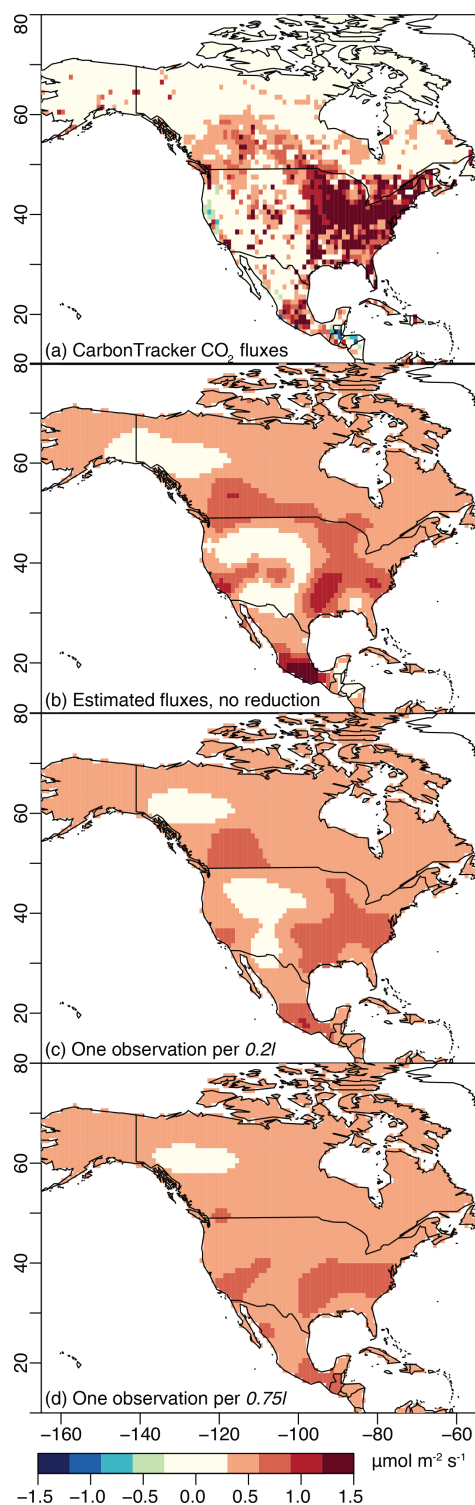 80
60
40
20
(a) CarbonTracker CO₂ fluxes
80
60
40
20
(b) Estimated fluxes, no reduction
80
60
40
20
(c) One observation per 0.2l
80
60
40
20
(d) One observation per 0.75l
−160 −140 −120 −100 −80 −60
μmol m⁻² s⁻¹
−1.5 −1.0 −0.5 0.0 0.5 1.0 1.5